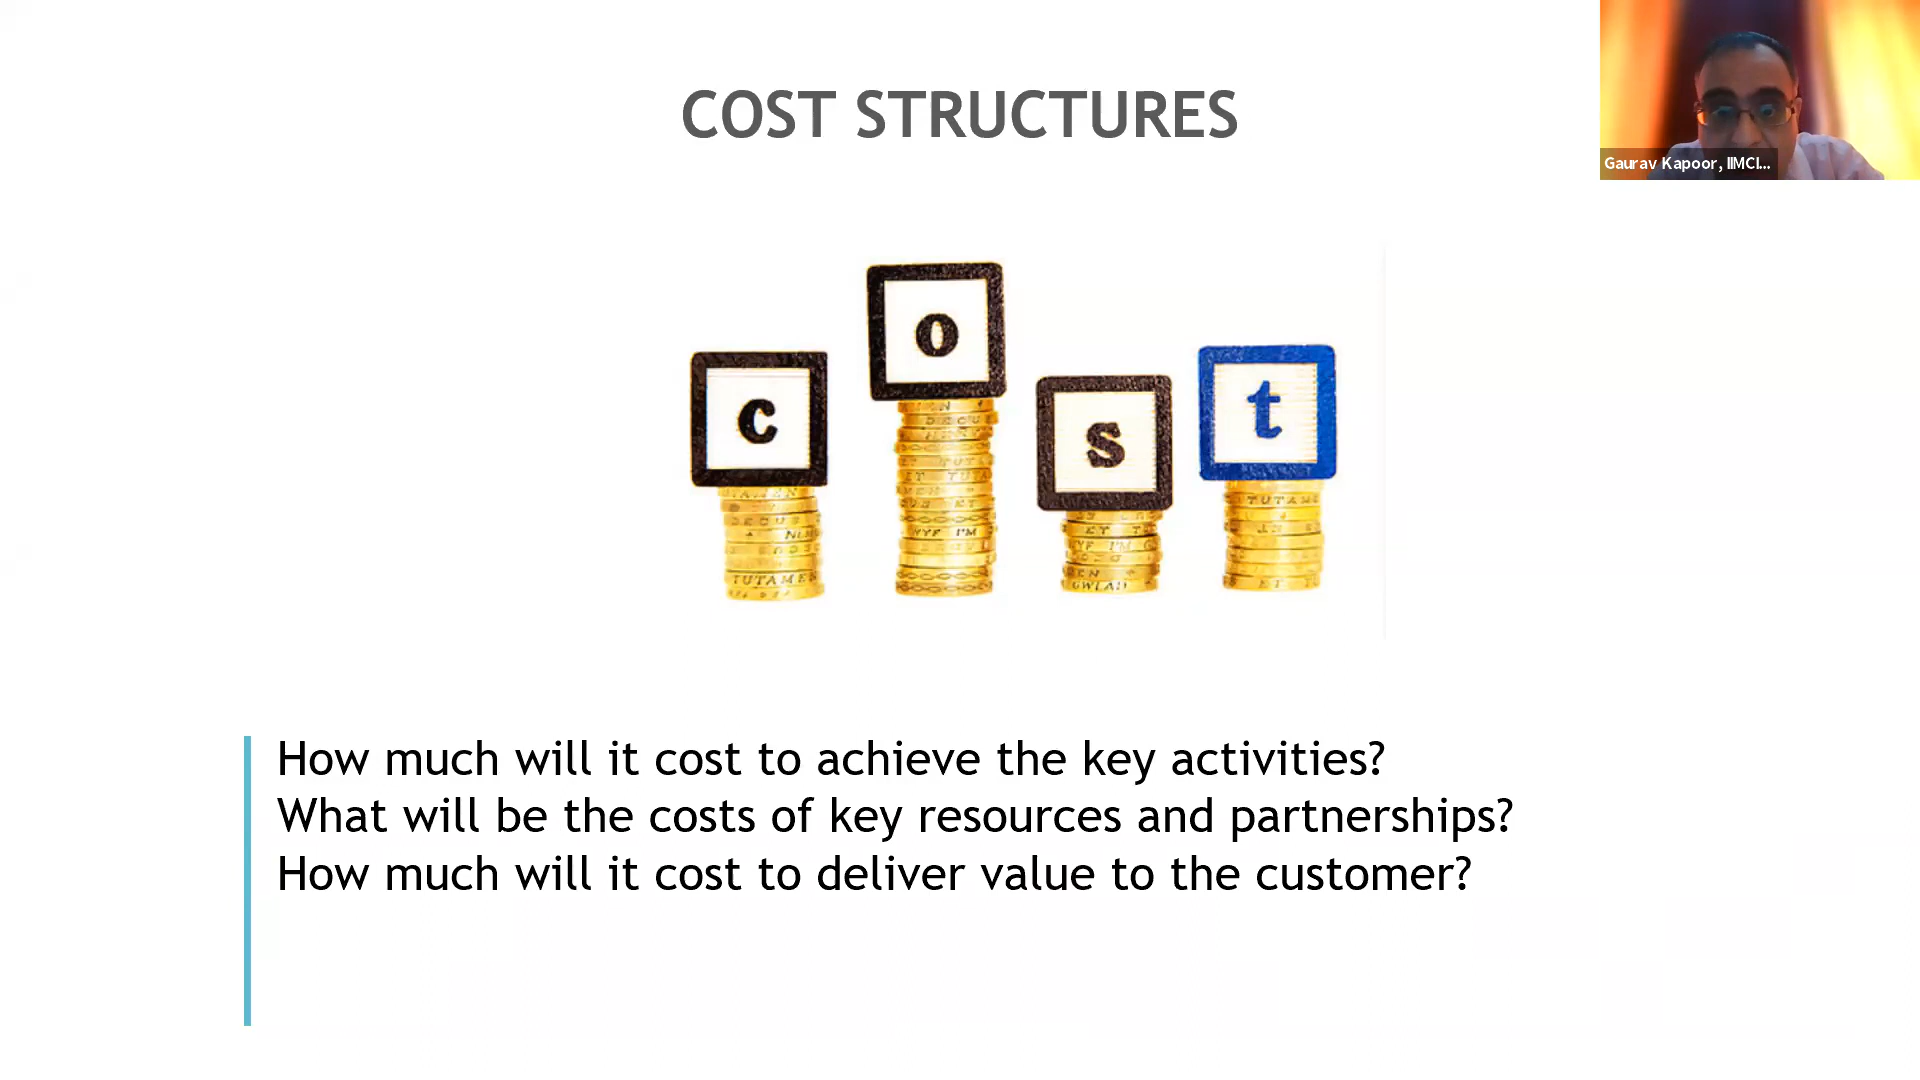 COST STRUCTURES
Gaurav Kapoor, IIMCI...
c o s t
How much will it cost to achieve the key activities?
What will be the costs of key resources and partnerships?
How much will it cost to deliver value to the customer?